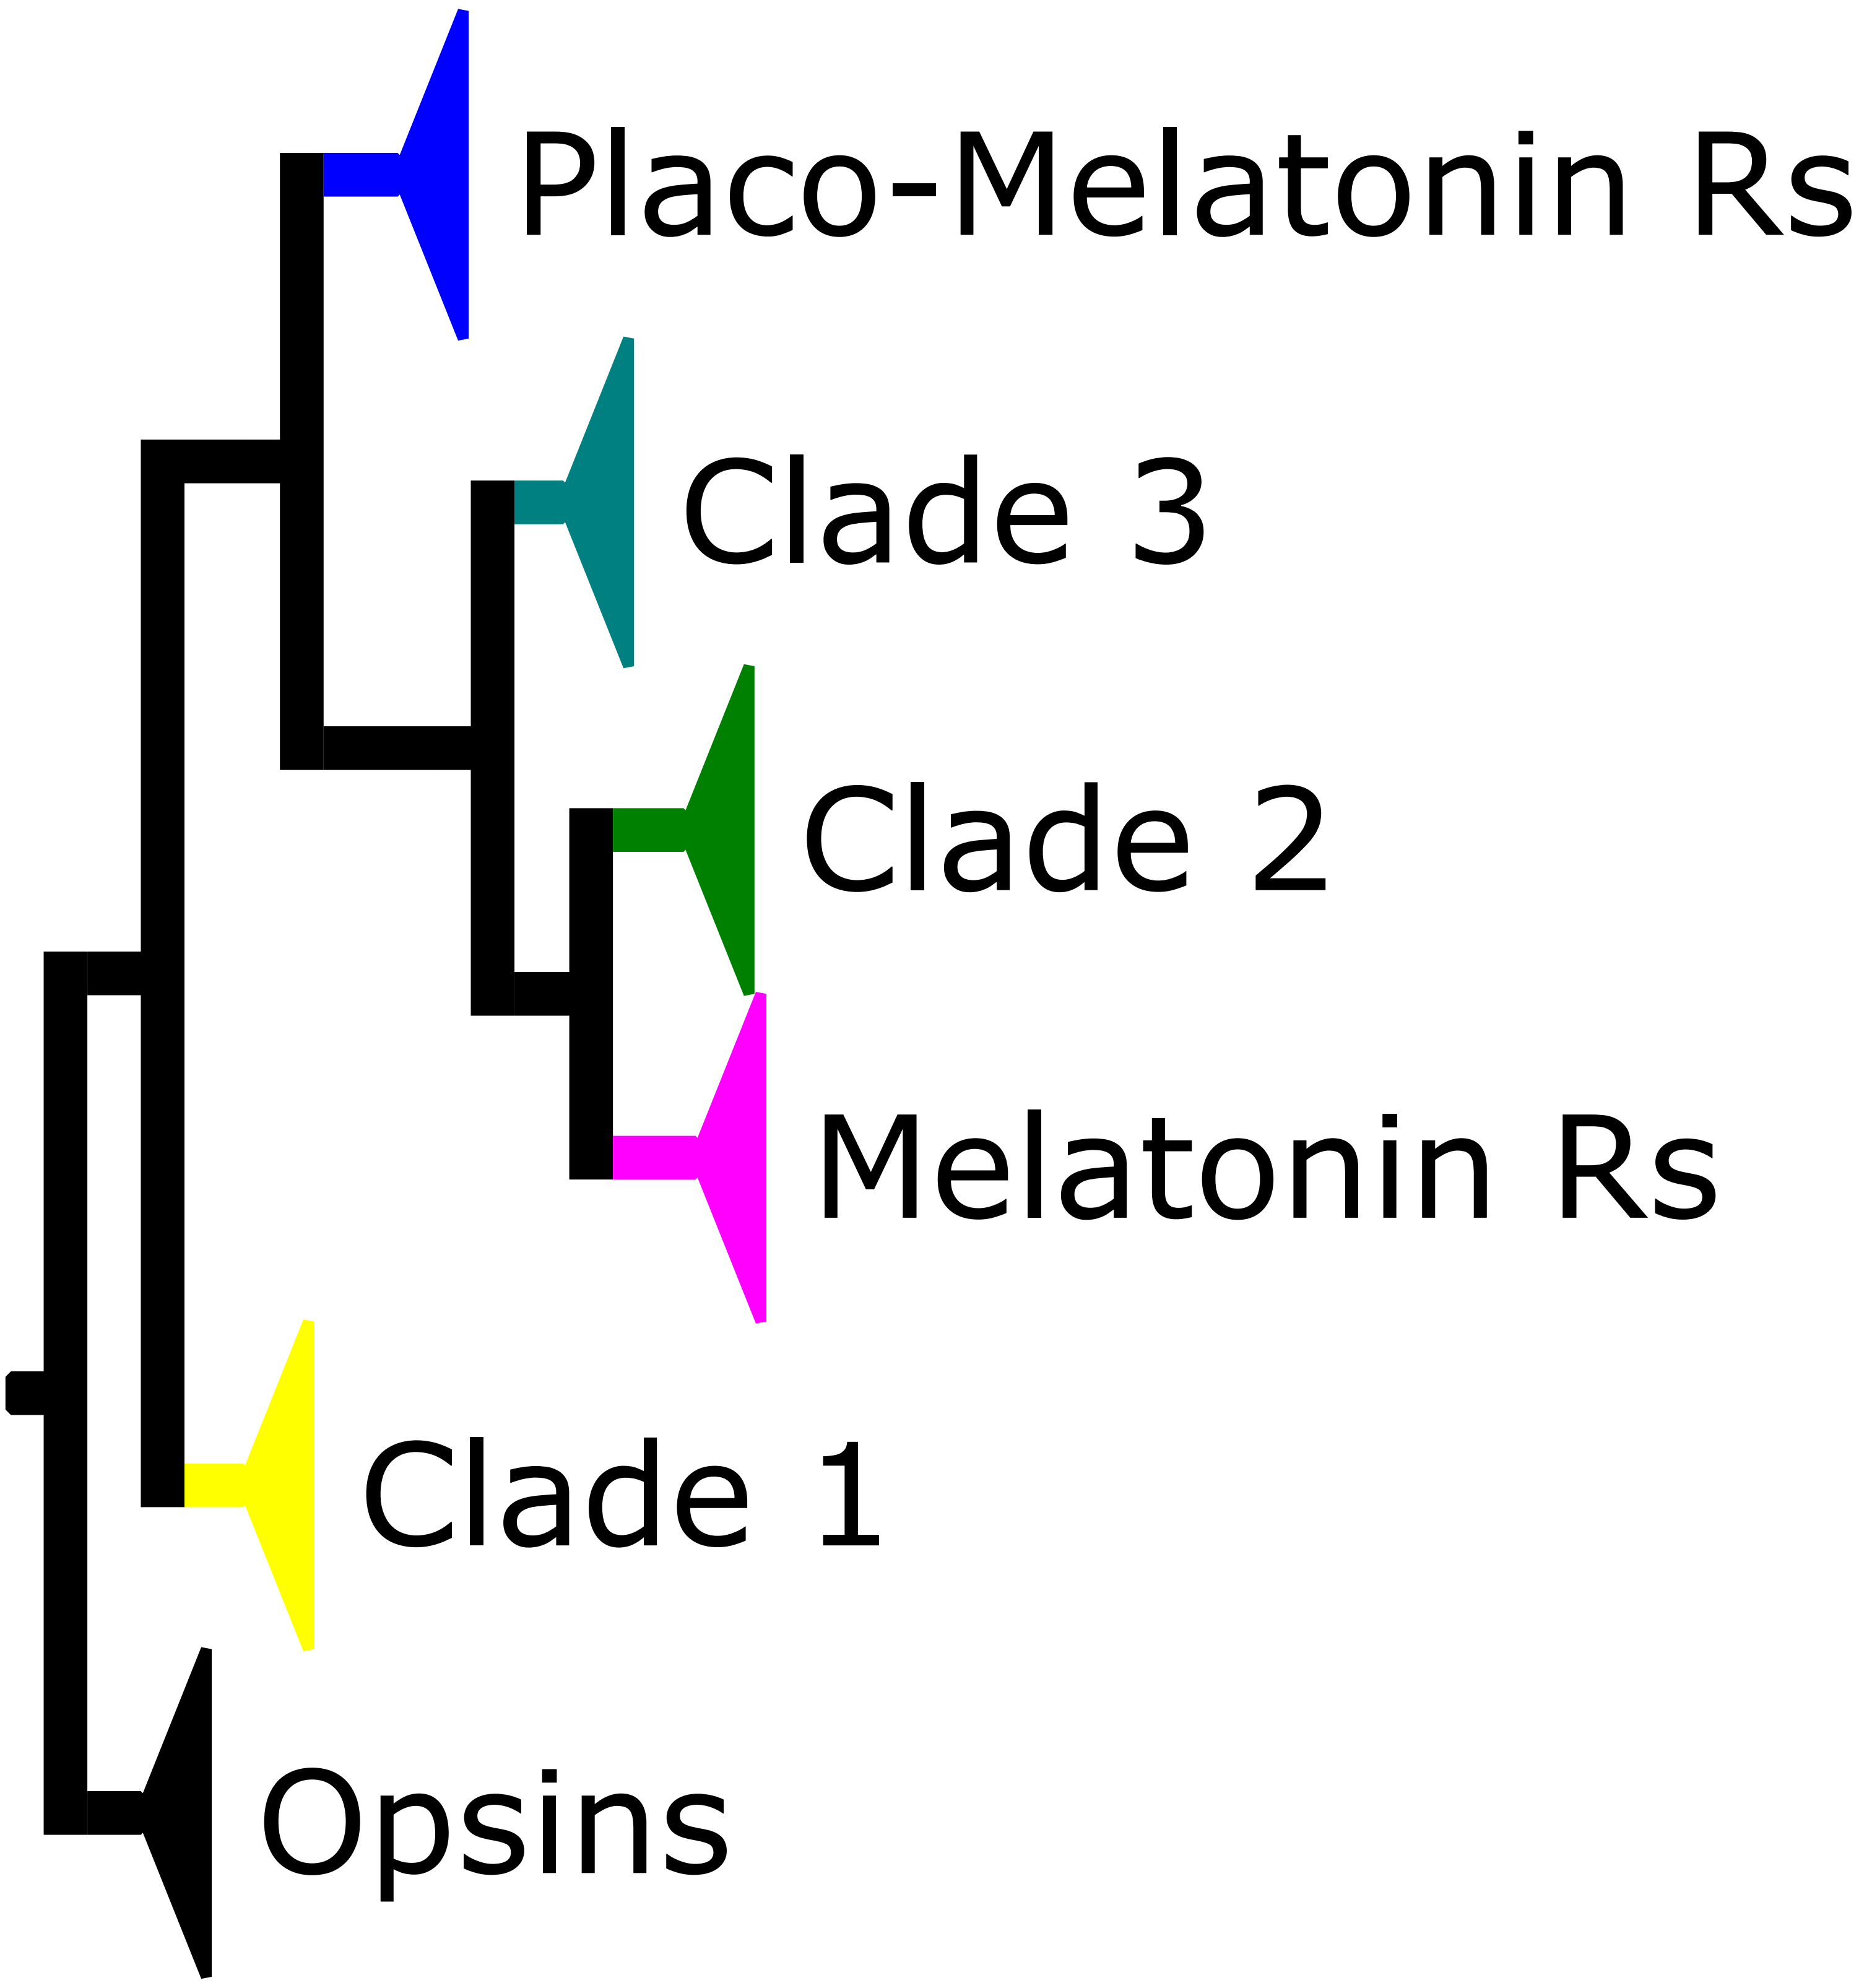 Placo-Melatonin Rs
Clade 3
Clade 2
Melatonin Rs
Clade 1
Opsins